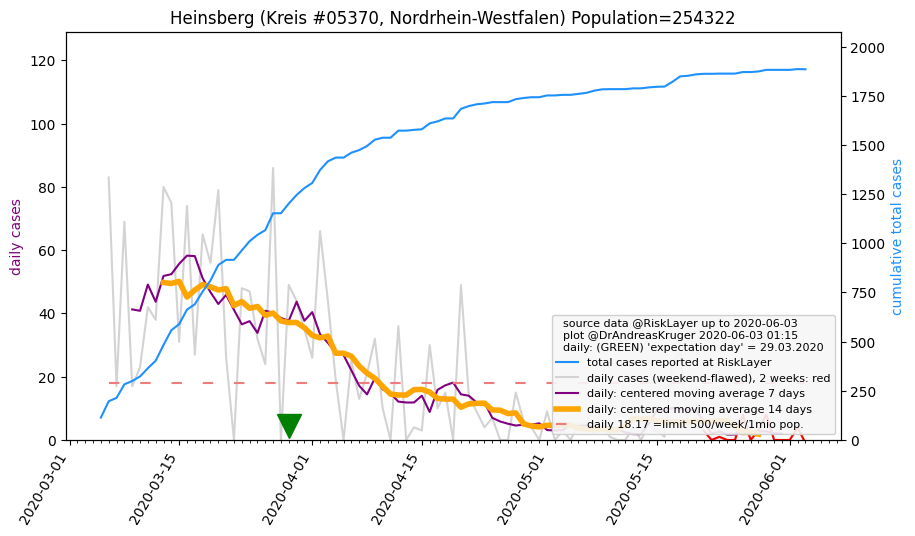 Heinsberg (Kreis #05370, Nordrhein-Westfalen) Population=254322
daily cases
0
20
40
60
80
100
120
cumulative total cases
0
250
500
750
1000
1250
1500
1750
2000
source data @RiskLayer up to 2020-06-03
plot @DrAndreasKruger 2020-06-03 01:15
daily: (GREEN) 'expectation day' = 29.03.2020
total cases reported at RiskLayer
daily cases (weekend-flawed), 2 weeks: red
daily: centered moving average 7 days
daily: centered moving average 14 days
daily 18.17 =limit 500/week/1mio pop.
2020-03-01
2020-03-15
2020-04-01
2020-04-15
2020-05-01
2020-05-15
2020-06-01